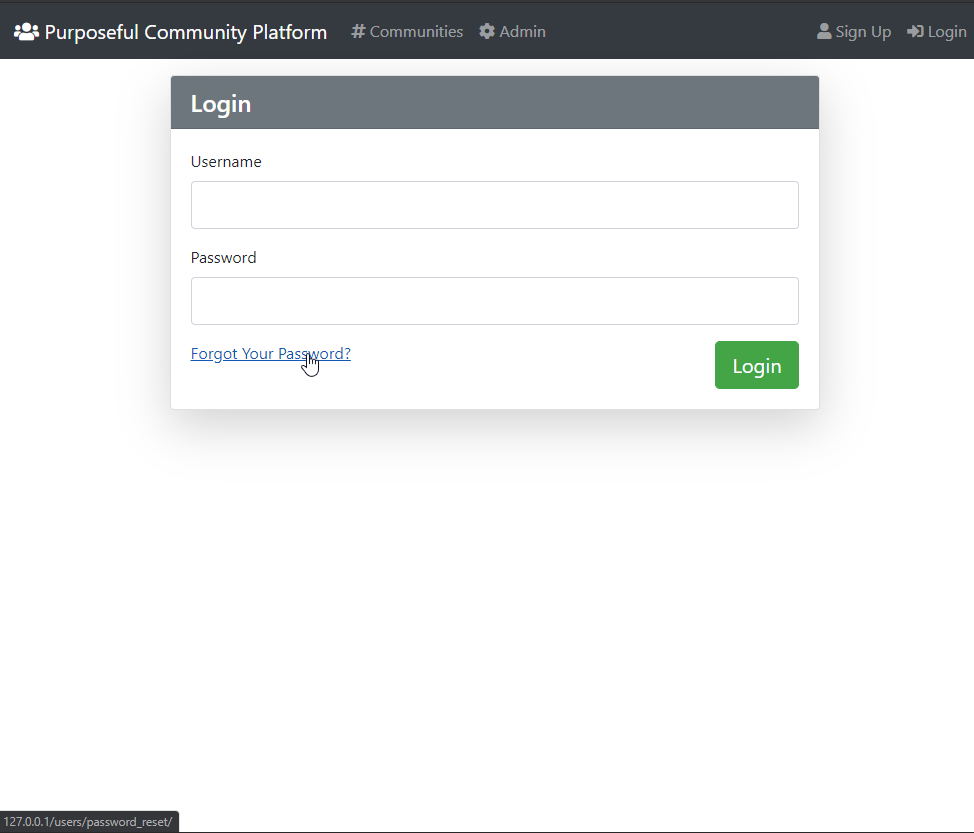 Purposeful Community Platform # Communities Admin Sign Up Login
Login
Username
Password
Forgot Your Password?
Login
127.0.0.1/users/password_reset/